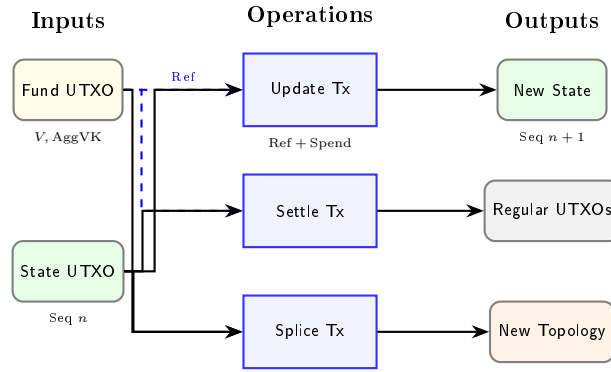 Inputs
Operations
Outputs
Fund UTXO
V, AggVK
Ref
Update Tx
Ref + Spend
New State
Seq n + 1
Settle Tx
Regular UTXOs
State UTXO
Seq n
Splice Tx
New Topology